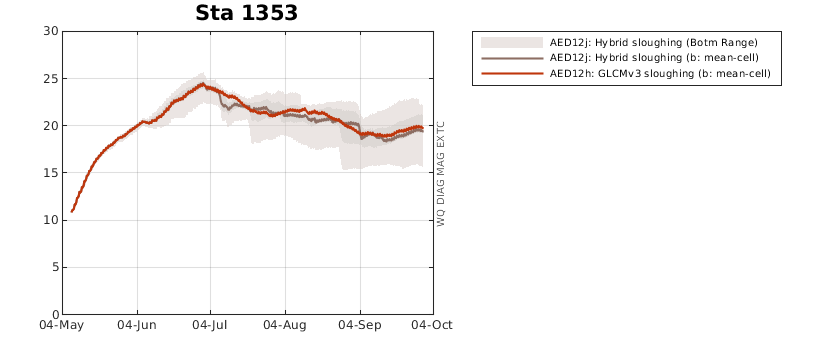 Sta 1353
30
25
20
15
10
5
0
04-May
04-Jun
04-Jul
04-Aug
04-Sep
04-Oct
WQ DIAG MAG EXTC
AED12j: Hybrid sloughing (Botm Range)
AED12j: Hybrid sloughing (b: mean-cell)
AED12h: GLCMv3 sloughing (b: mean-cell)